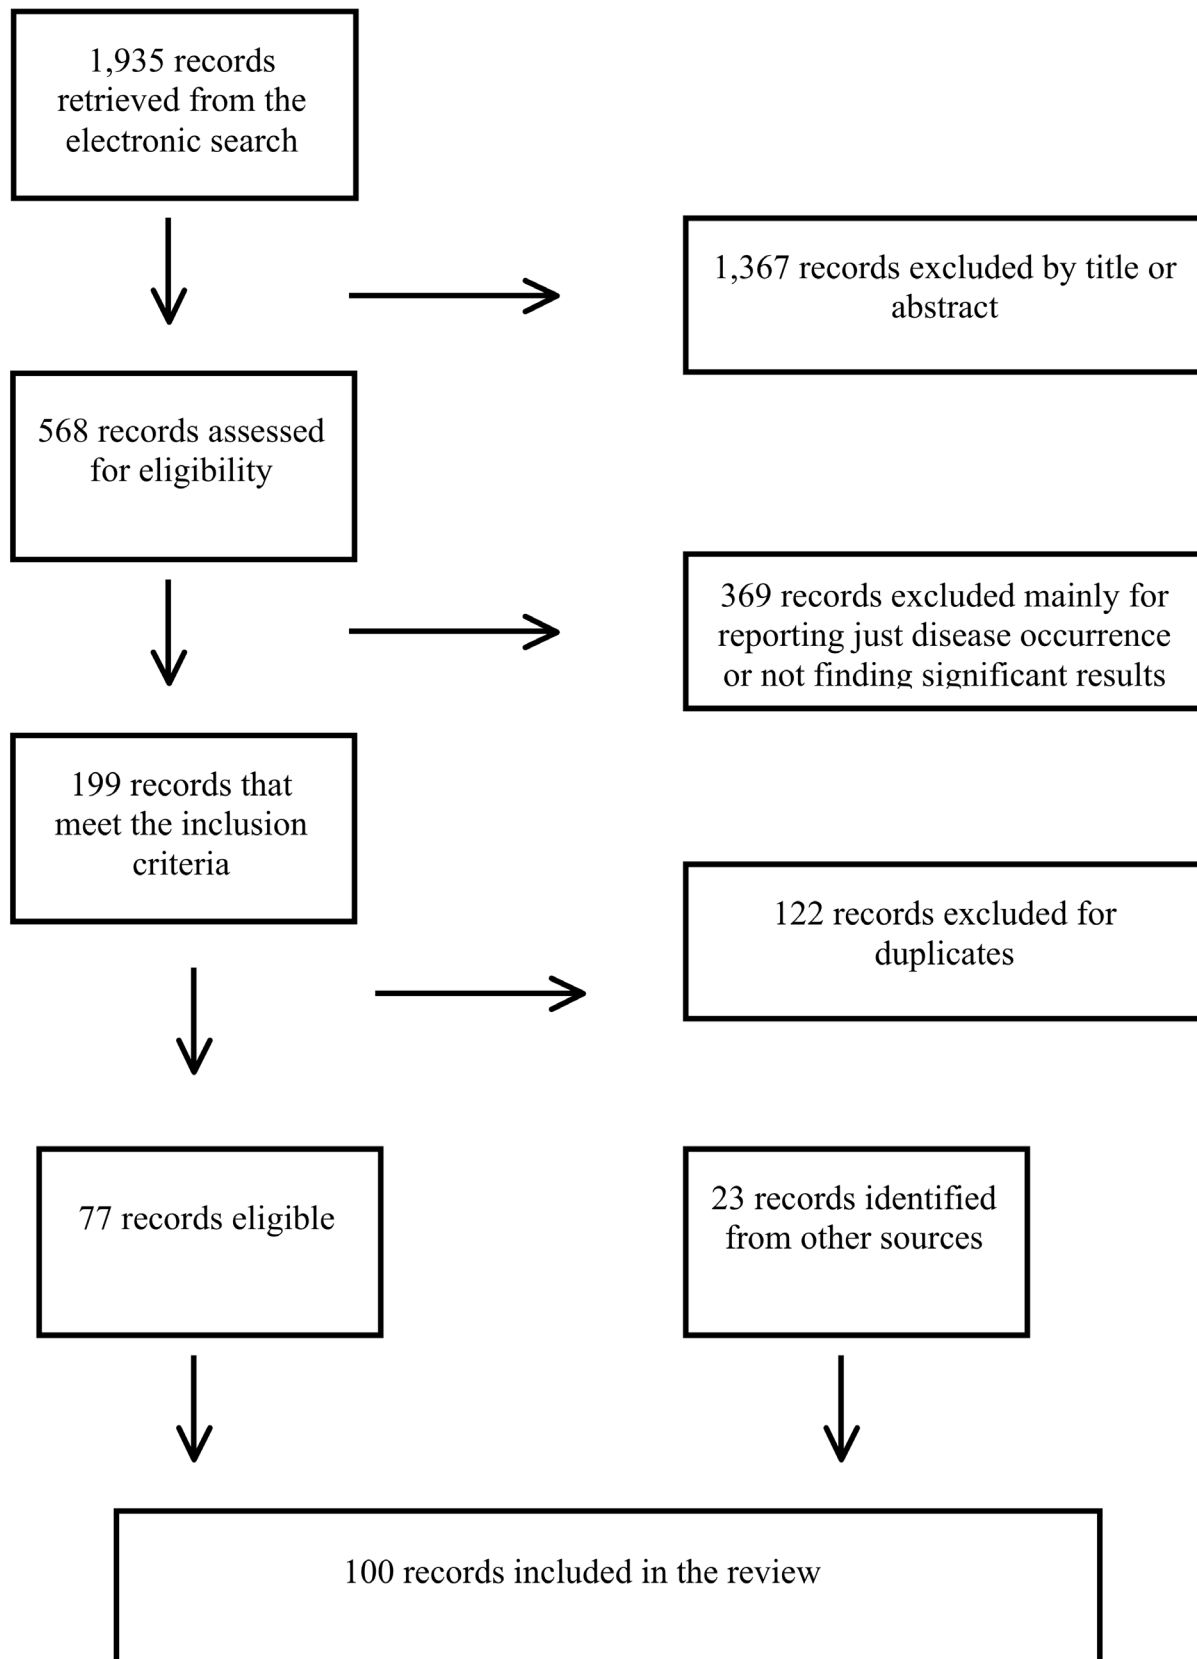 1,935 records
retrieved from the
electronic search
1,367 records excluded by title or
abstract
568 records assessed
for eligibility
369 records excluded mainly for
reporting just disease occurrence
or not finding significant results
199 records that
meet the inclusion
criteria
122 records excluded for
duplicates
77 records eligible
23 records identified
from other sources
100 records included in the review